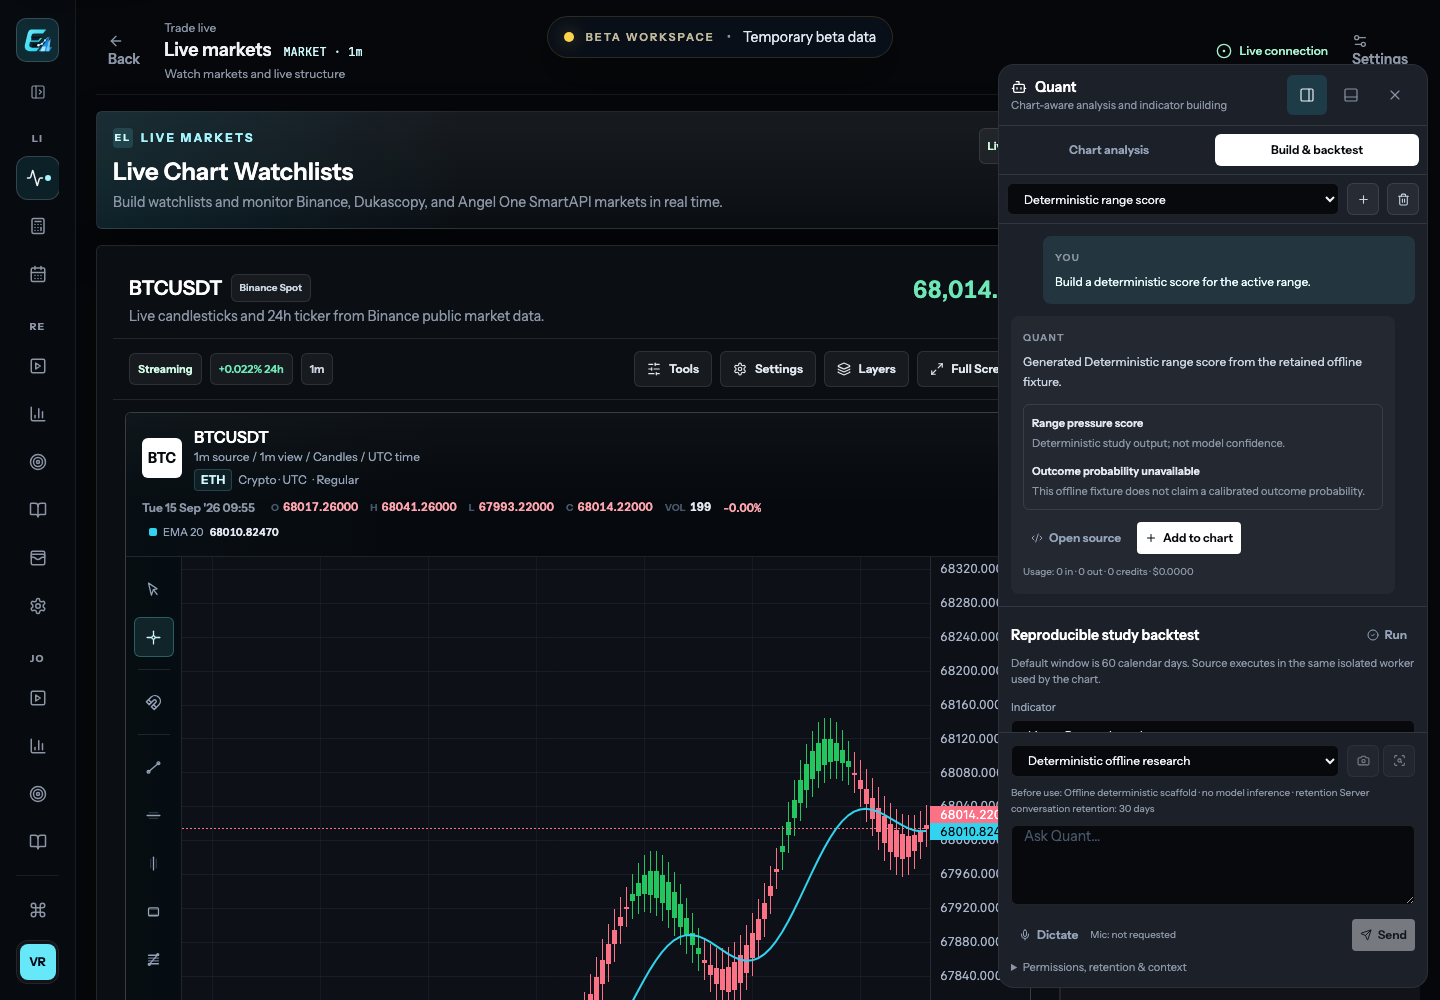 Trade live
Back
Live markets MARKET · 1m
Watch markets and live structure
BETA WORKSPACE · Temporary beta data
Live connection
Settings
LI
RE
JO
VR
EL LIVE MARKETS
Live Chart Watchlists
Build watchlists and monitor Binance, Dukascopy, and Angel One SmartAPI markets in real time.
BTCUSDT Binance Spot
68,014.
Live candlesticks and 24h ticker from Binance public market data.
Streaming +0.022% 24h 1m
Tools Settings Layers Full Scre
BTC
BTCUSDT
1m source / 1m view / Candles / UTC time
ETH Crypto · UTC · Regular
Tue 15 Sep '26 09:55 O 68017.26000 H 68041.26000 L 67993.22000 C 68014.22000 VOL 199 -0.00%
EMA 20 68010.82470
68320.000
68280.000
68240.000
68200.000
68160.000
68120.000
68080.000
68040.000
68014.220
68010.824
68000.000
67960.000
67920.000
67880.000
67840.000
Quant
Chart-aware analysis and indicator building
Chart analysis Build & backtest
Deterministic range score
YOU
Build a deterministic score for the active range.
QUANT
Generated Deterministic range score from the retained offline
fixture.
Range pressure score
Deterministic study output; not model confidence.
Outcome probability unavailable
This offline fixture does not claim a calibrated outcome probability.
Open source + Add to chart
Usage: 0 in · 0 out · 0 credits · $0.0000
Reproducible study backtest Run
Default window is 60 calendar days. Source executes in the same isolated worker
used by the chart.
Indicator
Deterministic offline research
Before use: Offline deterministic scaffold · no model inference · retention Server
conversation retention: 30 days
Ask Quant...
Dictate Mic: not requested Send
Permissions, retention & context